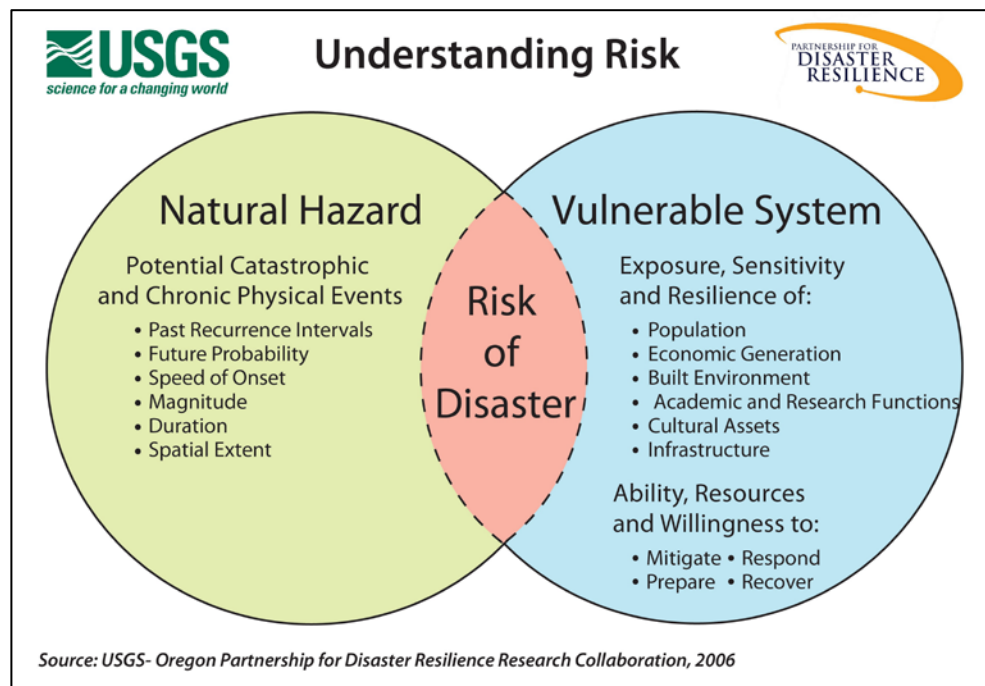 USGS
science for a changing world
Understanding Risk
PARTNERSHIP FOR
DISASTER
RESILIENCE
Natural Hazard
Potential Catastrophic
and Chronic Physical Events
• Past Recurrence Intervals
• Future Probability
• Speed of Onset
• Magnitude
• Duration
• Spatial Extent
Risk
of
Disaster
Vulnerable System
Exposure, Sensitivity
and Resilience of:
• Population
• Economic Generation
• Built Environment
• Academic and Research Functions
• Cultural Assets
• Infrastructure
Ability, Resources
and Willingness to:
• Mitigate • Respond
• Prepare • Recover
Source: USGS- Oregon Partnership for Disaster Resilience Research Collaboration, 2006